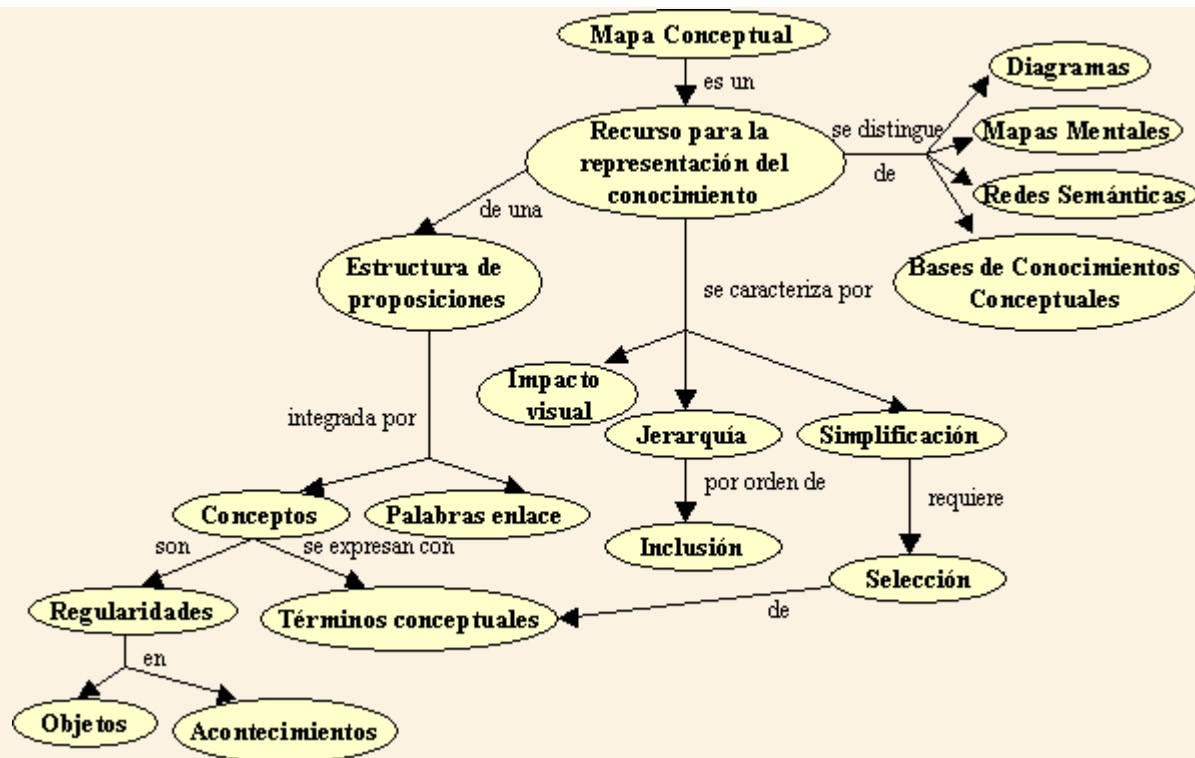 Mapa Conceptual
es un
Diagramas
Recurso para la
representación del
conocimiento
se distingue
de
Mapas Mentales
Redes Semánticas
Bases de Conocimientos
Conceptuales
de una
Estructura de
proposiciones
se caracteriza por
Impacto
visual
Jerarquía
Simplificación
integrada por
por orden de
requiere
Conceptos
Palabras enlace
Inclusión
Selección
son
se expresan con
Regularidades
Términos conceptuales
de
en
Objetos
Acontecimientos